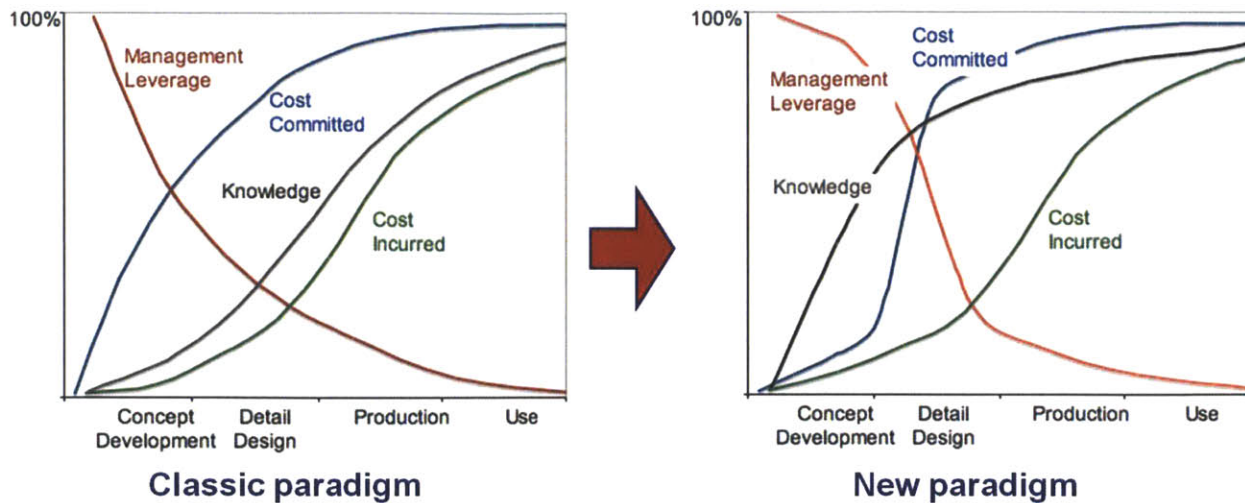 100%
Management
Leverage
Cost
Committed
Knowledge
Cost
Incurred
Concept
Development
Detail
Design
Production
Use
Classic paradigm
100%
Cost
Committed
Management
Leverage
Knowledge
Cost
Incurred
Concept
Development
Detail
Design
Production
Use
New paradigm